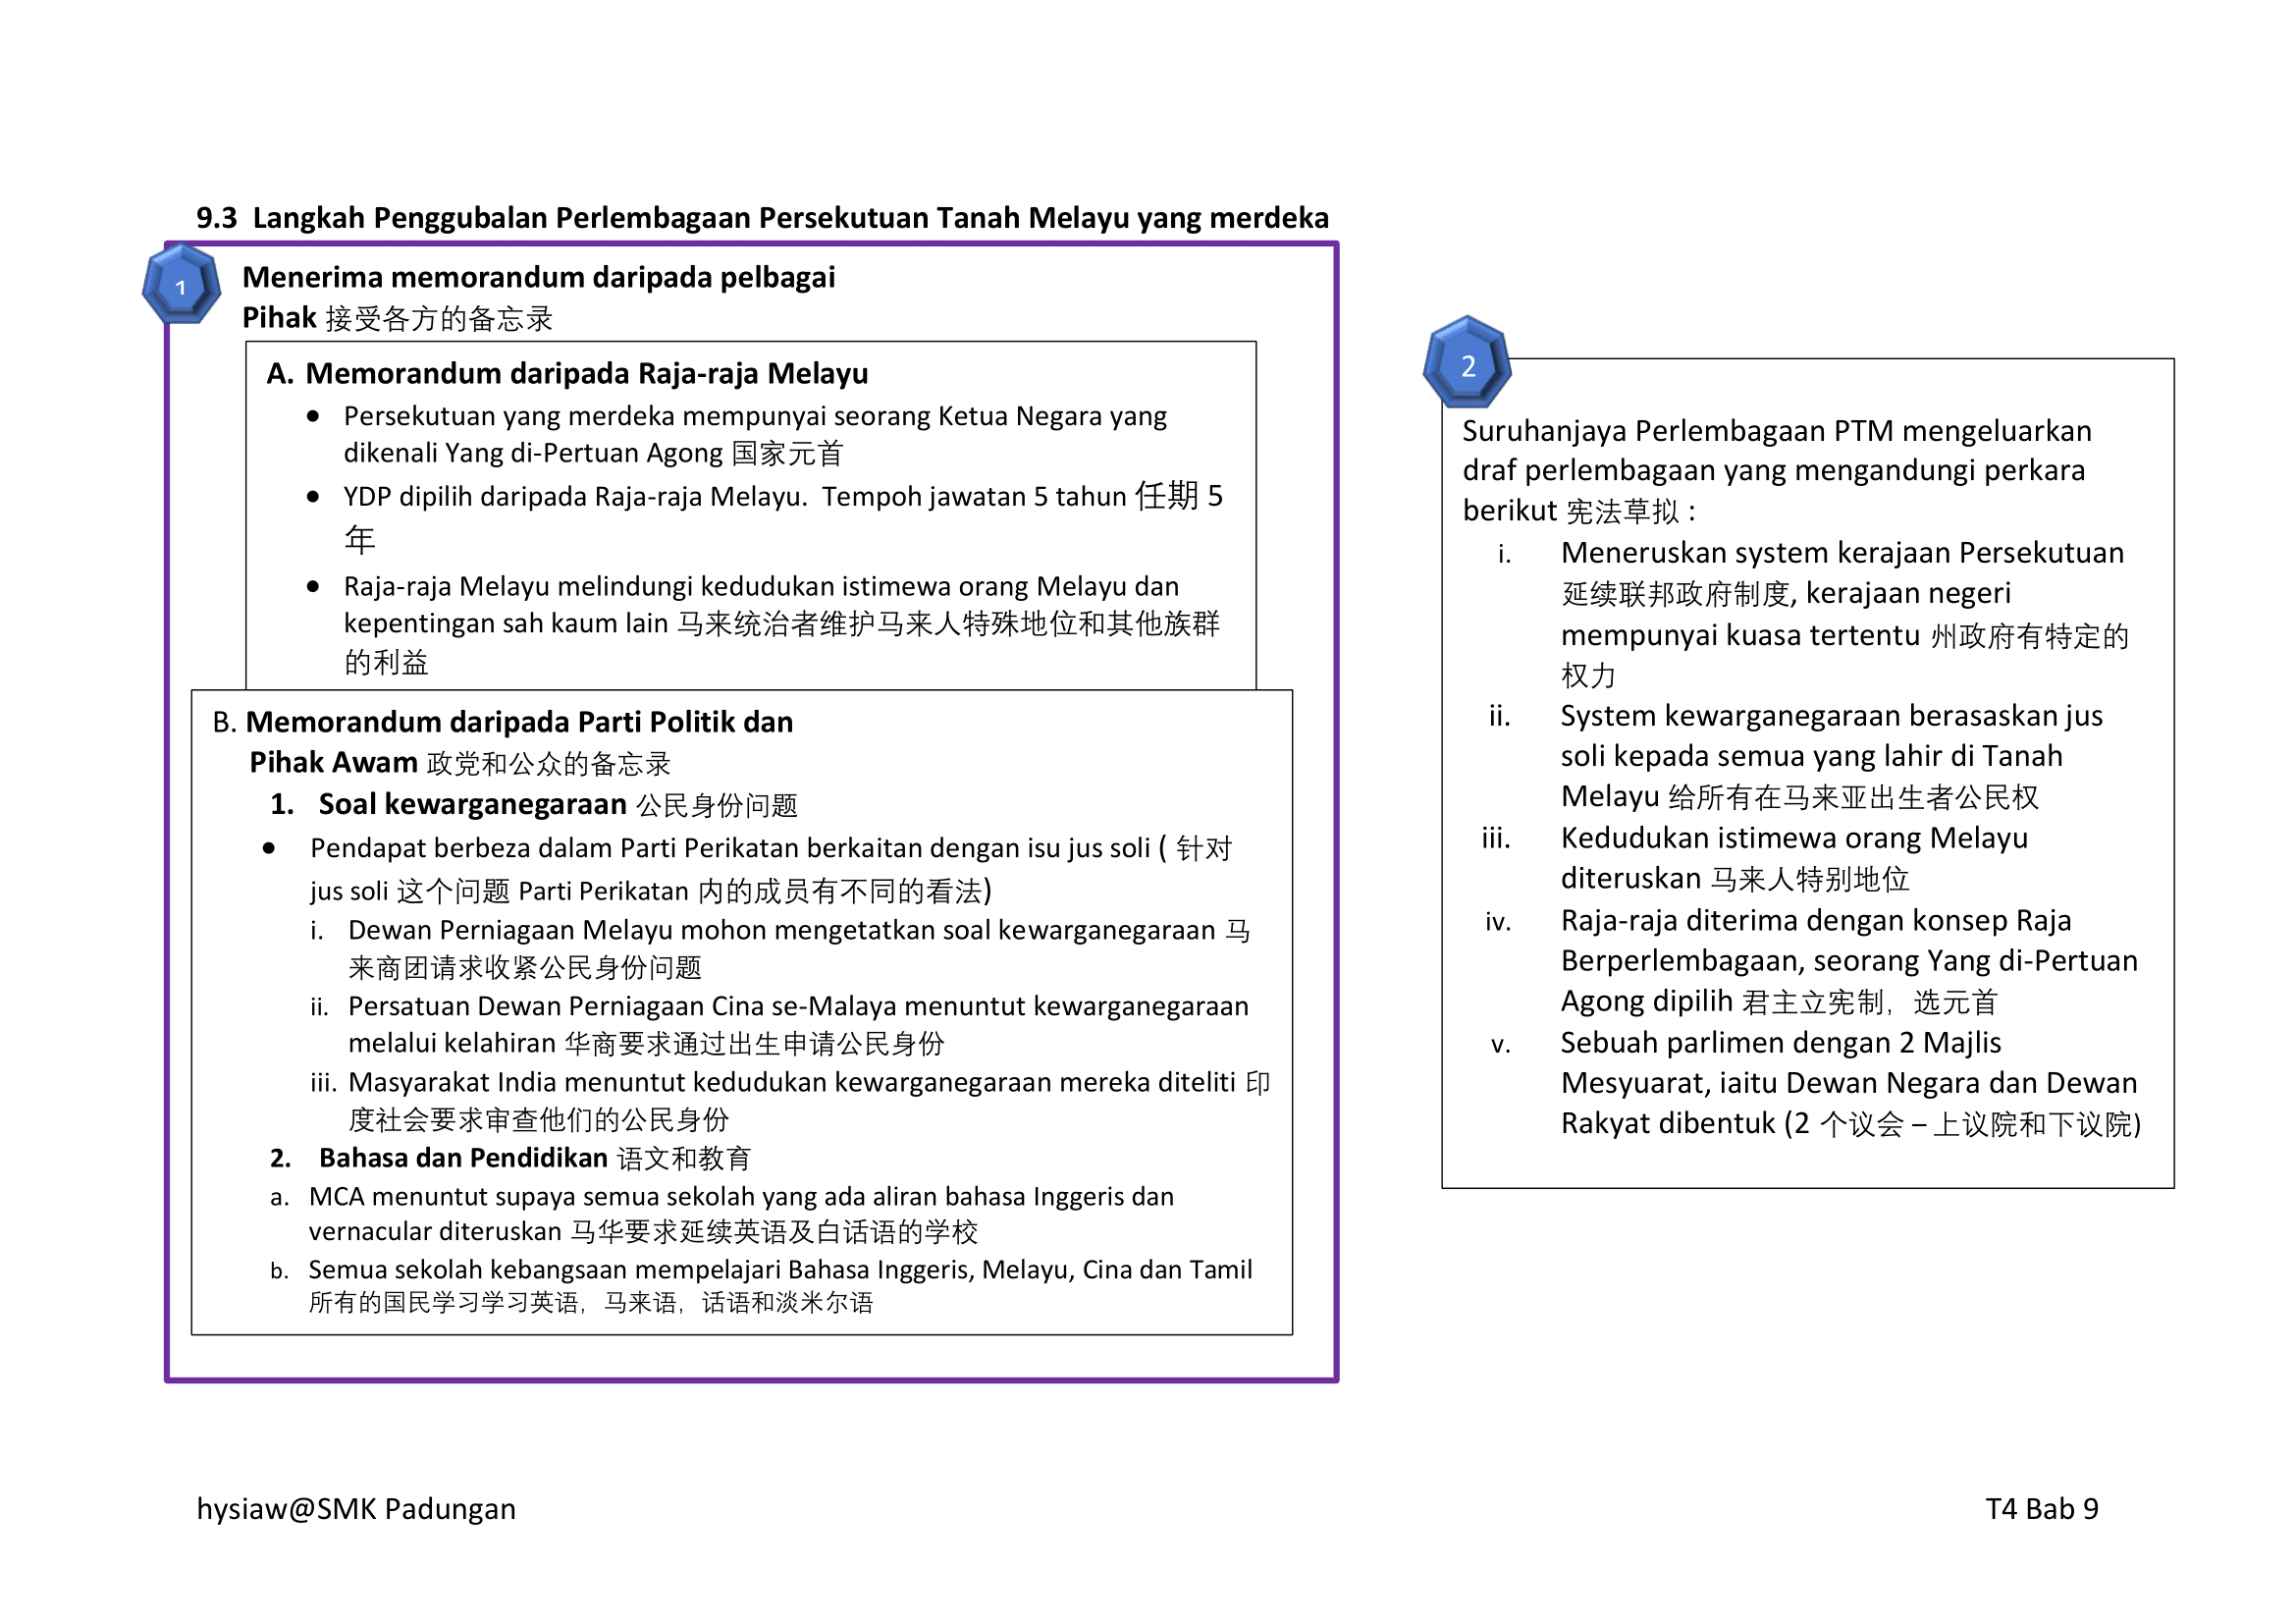 9.3  Langkah Penggubalan Perlembagaan Persekutuan Tanah Melayu yang merdeka
1
Menerima memorandum daripada pelbagai
Pihak 接受各方的备忘录
A. Memorandum daripada Raja-raja Melayu
• Persekutuan yang merdeka mempunyai seorang Ketua Negara yang
dikenali Yang di-Pertuan Agong 国家元首
• YDP dipilih daripada Raja-raja Melayu.  Tempoh jawatan 5 tahun 任期 5
年
• Raja-raja Melayu melindungi kedudukan istimewa orang Melayu dan
kepentingan sah kaum lain 马来统治者维护马来人特殊地位和其他族群
的利益
B. Memorandum daripada Parti Politik dan
Pihak Awam 政党和公众的备忘录
1. Soal kewarganegaraan 公民身份问题
• Pendapat berbeza dalam Parti Perikatan berkaitan dengan isu jus soli ( 针对
jus soli 这个问题 Parti Perikatan 内的成员有不同的看法)
i. Dewan Perniagaan Melayu mohon mengetatkan soal kewarganegaraan 马
来商团请求收紧公民身份问题
ii. Persatuan Dewan Perniagaan Cina se-Malaya menuntut kewarganegaraan
melalui kelahiran 华商要求通过出生申请公民身份
iii. Masyarakat India menuntut kedudukan kewarganegaraan mereka diteliti 印
度社会要求审查他们的公民身份
2. Bahasa dan Pendidikan 语文和教育
a. MCA menuntut supaya semua sekolah yang ada aliran bahasa Inggeris dan
vernacular diteruskan 马华要求延续英语及白话语的学校
b. Semua sekolah kebangsaan mempelajari Bahasa Inggeris, Melayu, Cina dan Tamil
所有的国民学习学习英语，马来语，话语和淡米尔语
2
Suruhanjaya Perlembagaan PTM mengeluarkan
draf perlembagaan yang mengandungi perkara
berikut 宪法草拟 :
i. Meneruskan system kerajaan Persekutuan
延续联邦政府制度, kerajaan negeri
mempunyai kuasa tertentu 州政府有特定的
权力
ii. System kewarganegaraan berasaskan jus
soli kepada semua yang lahir di Tanah
Melayu 给所有在马来亚出生者公民权
iii. Kedudukan istimewa orang Melayu
diteruskan 马来人特别地位
iv. Raja-raja diterima dengan konsep Raja
Berperlembagaan, seorang Yang di-Pertuan
Agong dipilih 君主立宪制，选元首
v. Sebuah parlimen dengan 2 Majlis
Mesyuarat, iaitu Dewan Negara dan Dewan
Rakyat dibentuk (2 个议会 – 上议院和下议院)
hysiaw@SMK Padungan
T4 Bab 9